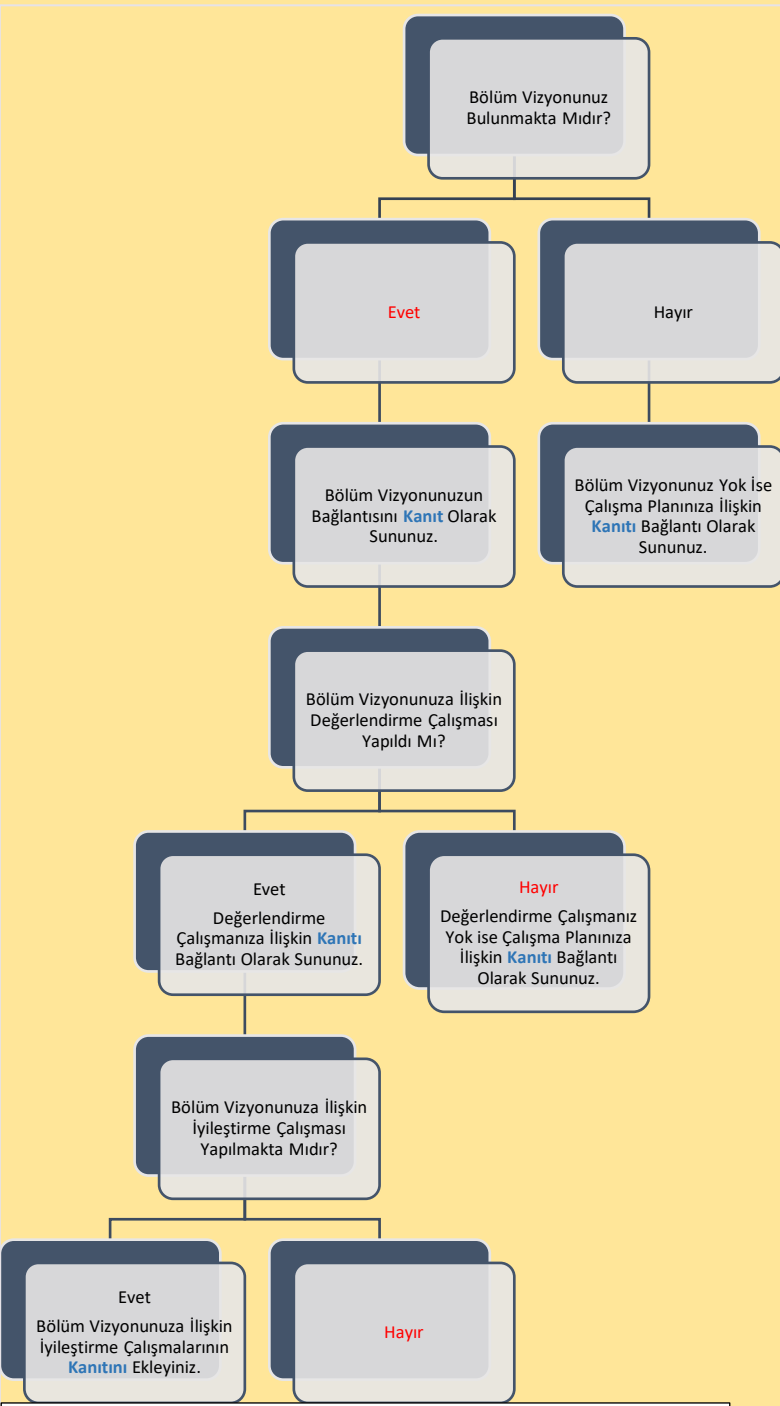 Bölüm Vizyonunuz
Bulunmakta Mıdır?
Evet
Hayır
Bölüm Vizyonunuzun
Bağlantısını Kanıt Olarak
Sununuz.
Bölüm Vizyonunuz Yok İse
Çalışma Planınıza İlişkin
Kanıtı Bağlantı Olarak
Sununuz.
Bölüm Vizyonunuza İlişkin
Değerlendirme Çalışması
Yapıldı Mı?
Evet
Değerlendirme
Çalışmanıza İlişkin Kanıtı
Bağlantı Olarak Sununuz.
Hayır
Değerlendirme Çalışmanız
Yok ise Çalışma Planınıza
İlişkin Kanıtı Bağlantı
Olarak Sununuz.
Bölüm Vizyonunuza İlişkin
İyileştirme Çalışması
Yapılmakta Mıdır?
Evet
Bölüm Vizyonunuza İlişkin
İyileştirme Çalışmalarının
Kanıtını Ekleyiniz.
Hayır